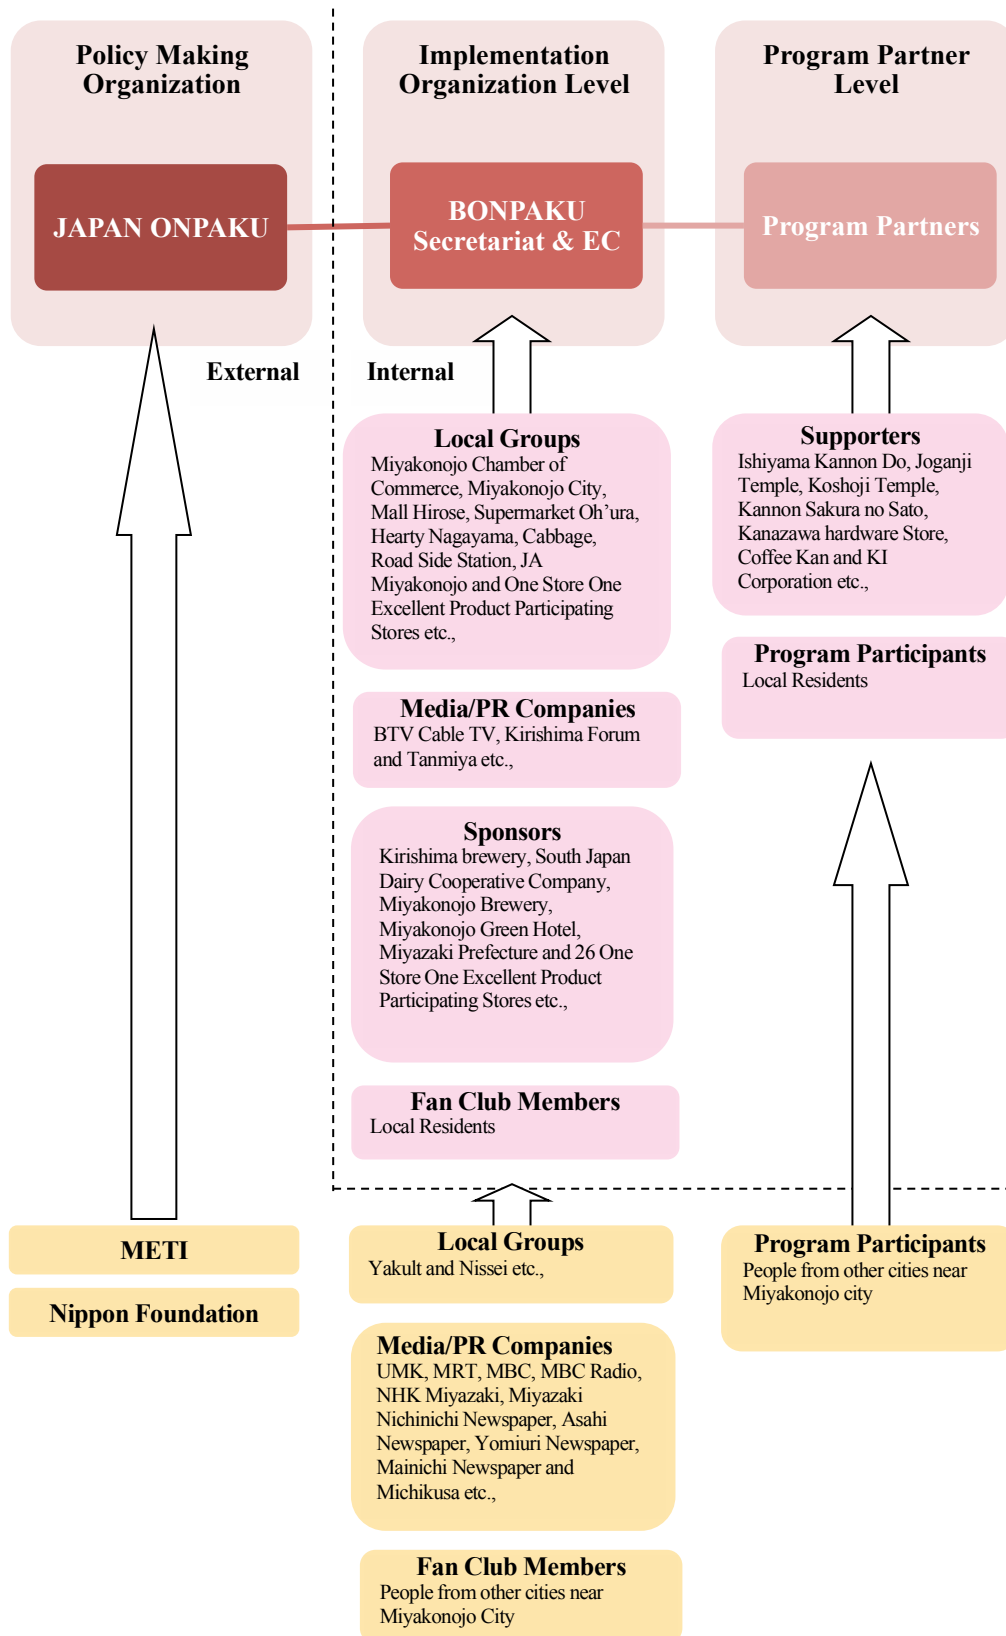 Policy Making
Organization
JAPAN ONPAKU
Implementation
Organization Level
BONPAKU
Secretariat & EC
Program Partner
Level
Program Partners
External
Internal
Local Groups
Miyakonojo Chamber of
Commerce, Miyakonojo City,
Mall Hirose, Supermarket Oh’ura,
Hearty Nagayama, Cabbage,
Road Side Station, JA
Miyakonojo and One Store One
Excellent Product Participating
Stores etc.,
Supporters
Ishiyama Kannon Do, Joganji
Temple, Koshoji Temple,
Kannon Sakura no Sato,
Kanazawa hardware Store,
Coffee Kan and KI
Corporation etc.,
Program Participants
Local Residents
Media/PR Companies
BTV Cable TV, Kirishima Forum
and Tanmiya etc.,
Sponsors
Kirishima brewery, South Japan
Dairy Cooperative Company,
Miyakonojo Brewery,
Miyakonojo Green Hotel,
Miyazaki Prefecture and 26 One
Store One Excellent Product
Participating Stores etc.,
Fan Club Members
Local Residents
METI
Nippon Foundation
Local Groups
Yakult and Nissei etc.,
Program Participants
People from other cities near
Miyakonojo city
Media/PR Companies
UMK, MRT, MBC, MBC Radio,
NHK Miyazaki, Miyazaki
Nichinichi Newspaper, Asahi
Newspaper, Yomiuri Newspaper,
Mainichi Newspaper and
Michikusa etc.,
Fan Club Members
People from other cities near
Miyakonojo City